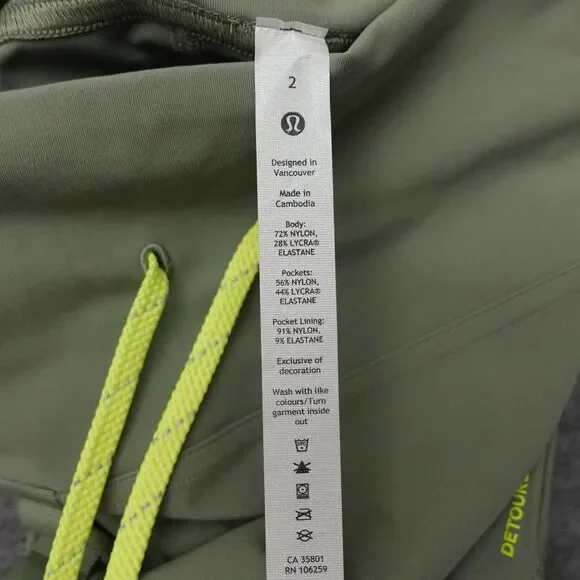 2
Designed in
Vancouver
Made in
Cambodia
Body:
72% NYLON,
28% LYCRA®
ELASTANE
Pockets:
56% NYLON,
44% LYCRA®
ELASTANE
Pocket Lining:
91% NYLON,
9% ELASTANE
Exclusive of
decoration
Wash with like
colours/Turn
garment inside
out
CA 35801
RN 106259